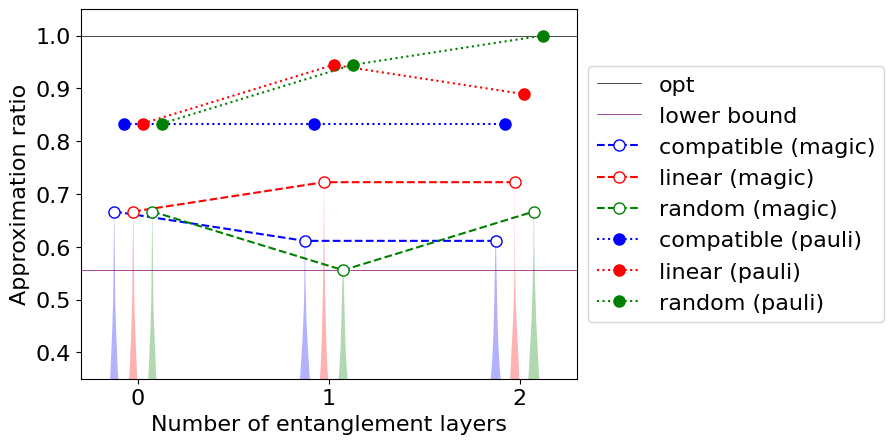 1.0
0.9
0.8
0.7
0.6
0.5
0.4
Approximation ratio
0 1 2
Number of entanglement layers
opt
lower bound
compatible (magic)
linear (magic)
random (magic)
compatible (pauli)
linear (pauli)
random (pauli)